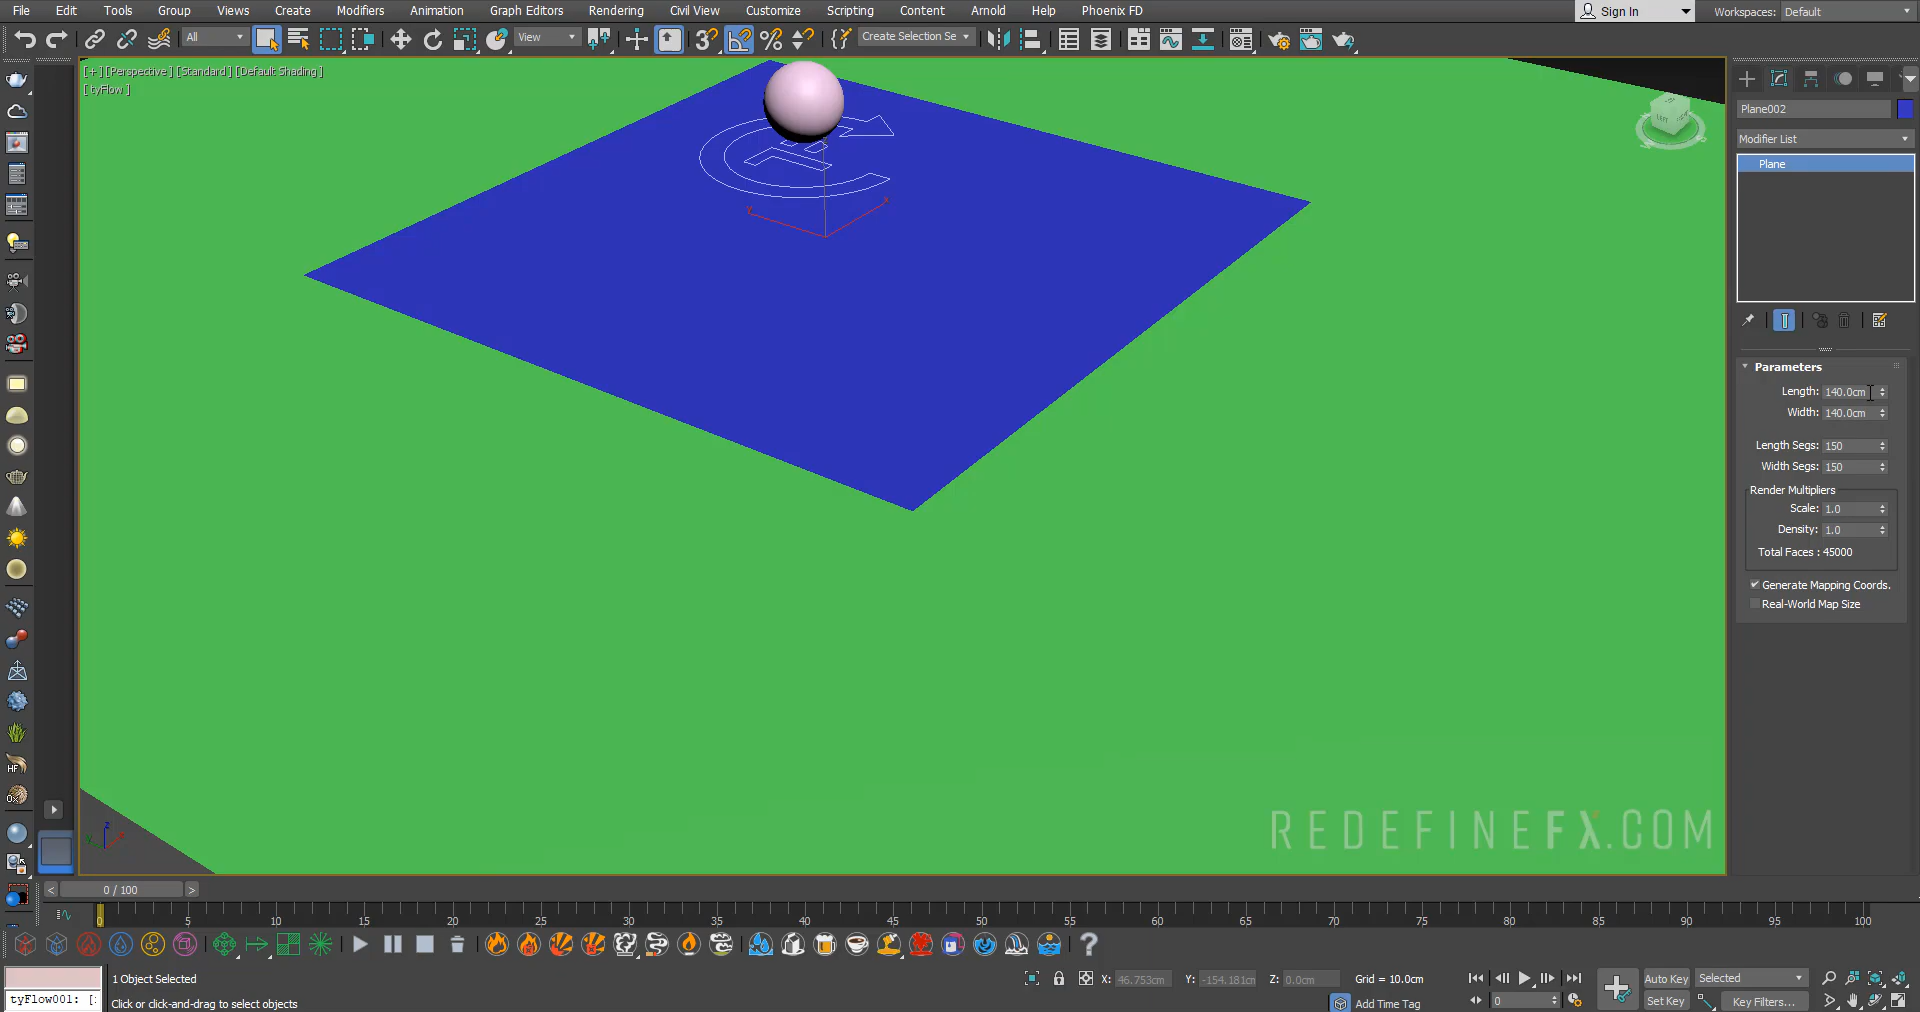 File Edit Tools Group Views Create Modifiers Animation Graph Editors Rendering Civil View Customize Scripting Content Arnold Help Phoenix FD Sign In Workspaces: Default
All View Create Selection Se
[+] [Perspective] [Standard] [Default Shading]
[tyFlow]
Plane002
Modifier List
Plane
Parameters
Length: 140.0cm
Width: 140.0cm
Length Segs: 150
Width Segs: 150
Render Multipliers
Scale: 1.0
Density: 1.0
Total Faces : 45000
Generate Mapping Coords.
Real-World Map Size
REDEFINEFX.COM
< 0 / 100 >
0 5 10 15 20 25 30 35 40 45 50 55 60 65 70 75 80 85 90 95 100
1 Object Selected X: 46.753cm Y: -154.181cm Z: 0.0cm Grid = 10.0cm Auto Key Selected
tyFlow001: [: Click or click-and-drag to select objects Add Time Tag 0 Set Key Key Filters...